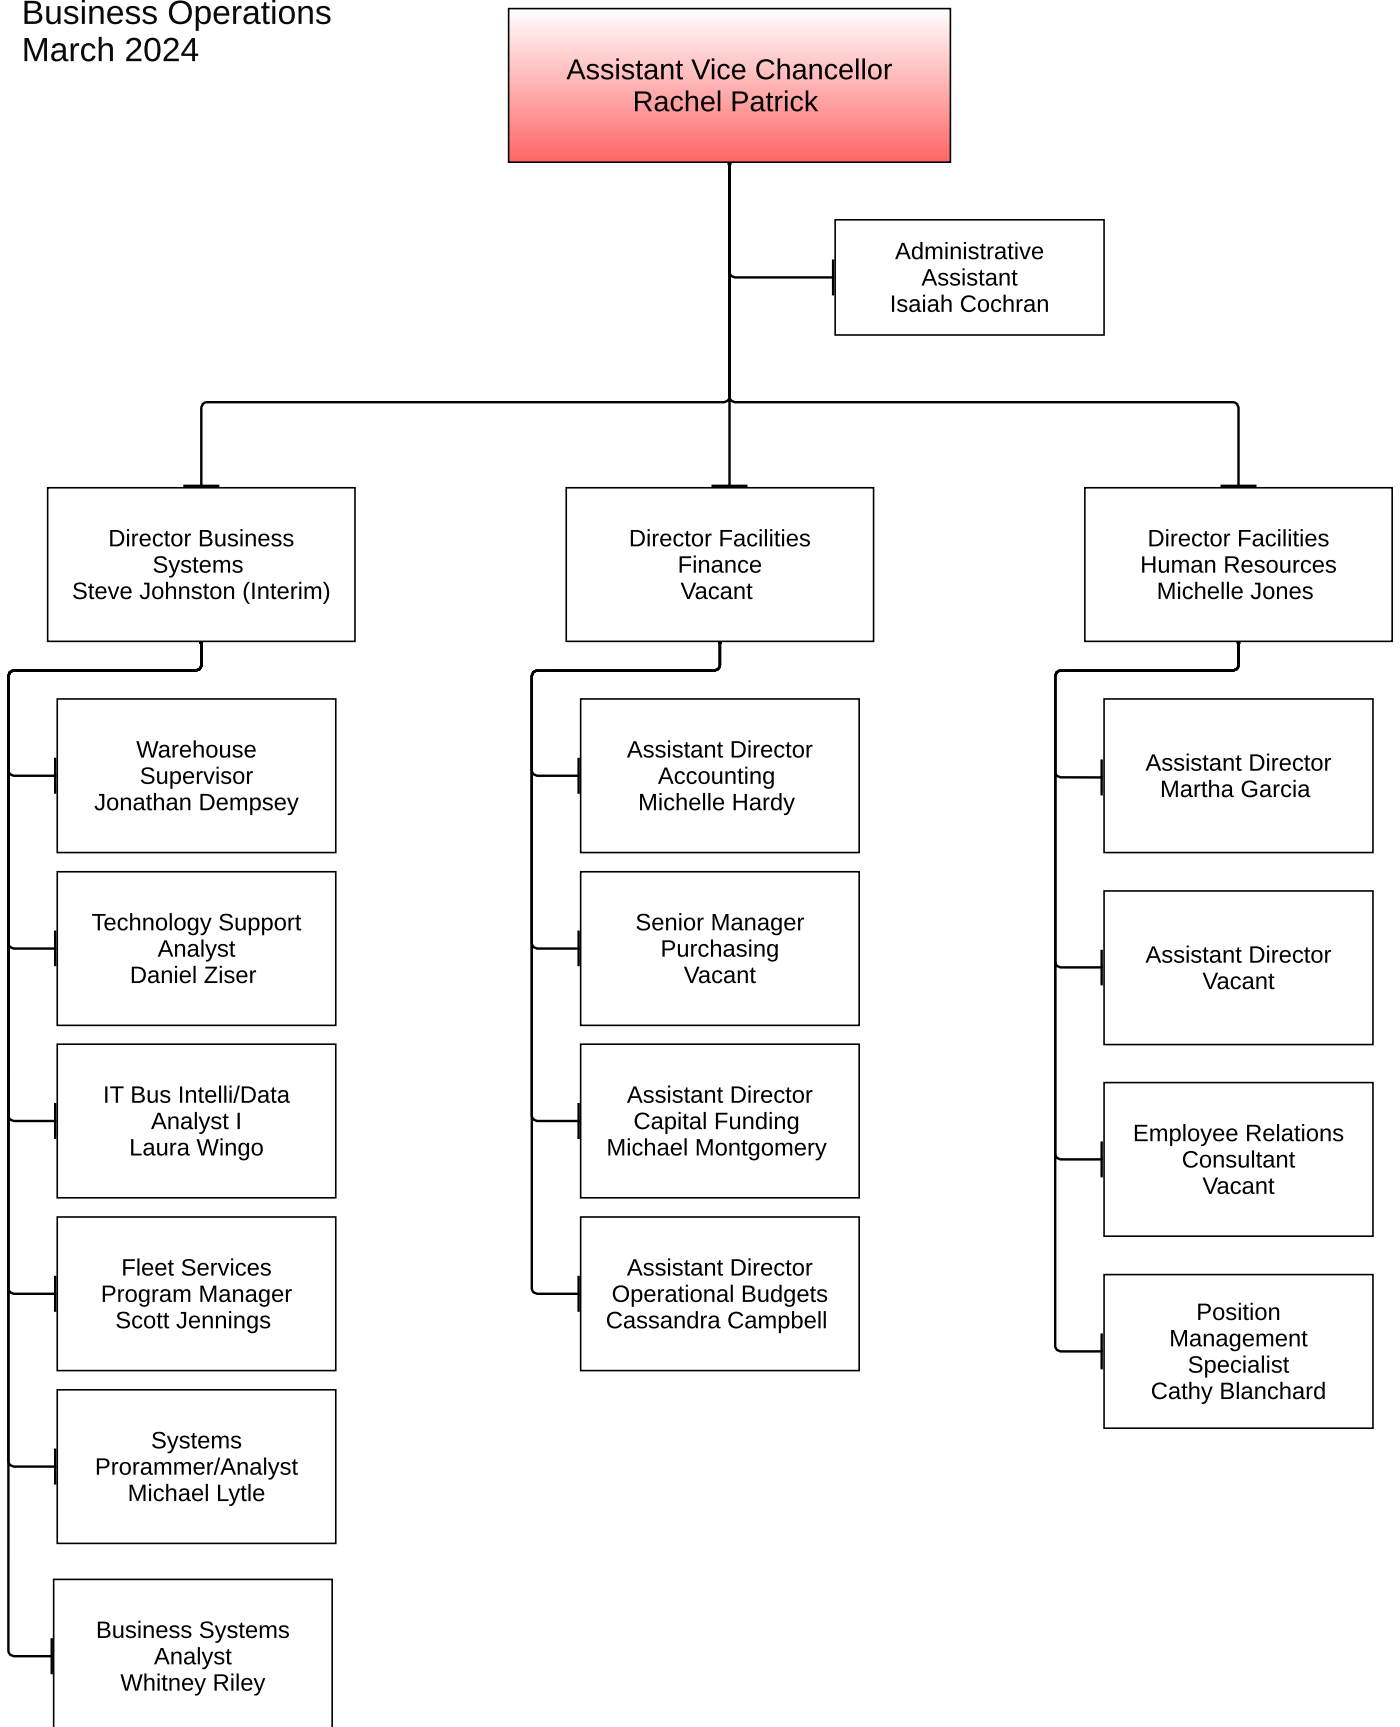 Business Operations
March 2024
Assistant Vice Chancellor
Rachel Patrick
Administrative
Assistant
Isaiah Cochran
Director Business
Systems
Steve Johnston (Interim)
Director Facilities
Finance
Vacant
Director Facilities
Human Resources
Michelle Jones
Warehouse
Supervisor
Jonathan Dempsey
Technology Support
Analyst
Daniel Ziser
IT Bus Intelli/Data
Analyst I
Laura Wingo
Fleet Services
Program Manager
Scott Jennings
Systems
Prorammer/Analyst
Michael Lytle
Business Systems
Analyst
Whitney Riley
Assistant Director
Accounting
Michelle Hardy
Senior Manager
Purchasing
Vacant
Assistant Director
Capital Funding
Michael Montgomery
Assistant Director
Operational Budgets
Cassandra Campbell
Assistant Director
Martha Garcia
Assistant Director
Vacant
Employee Relations
Consultant
Vacant
Position
Management
Specialist
Cathy Blanchard